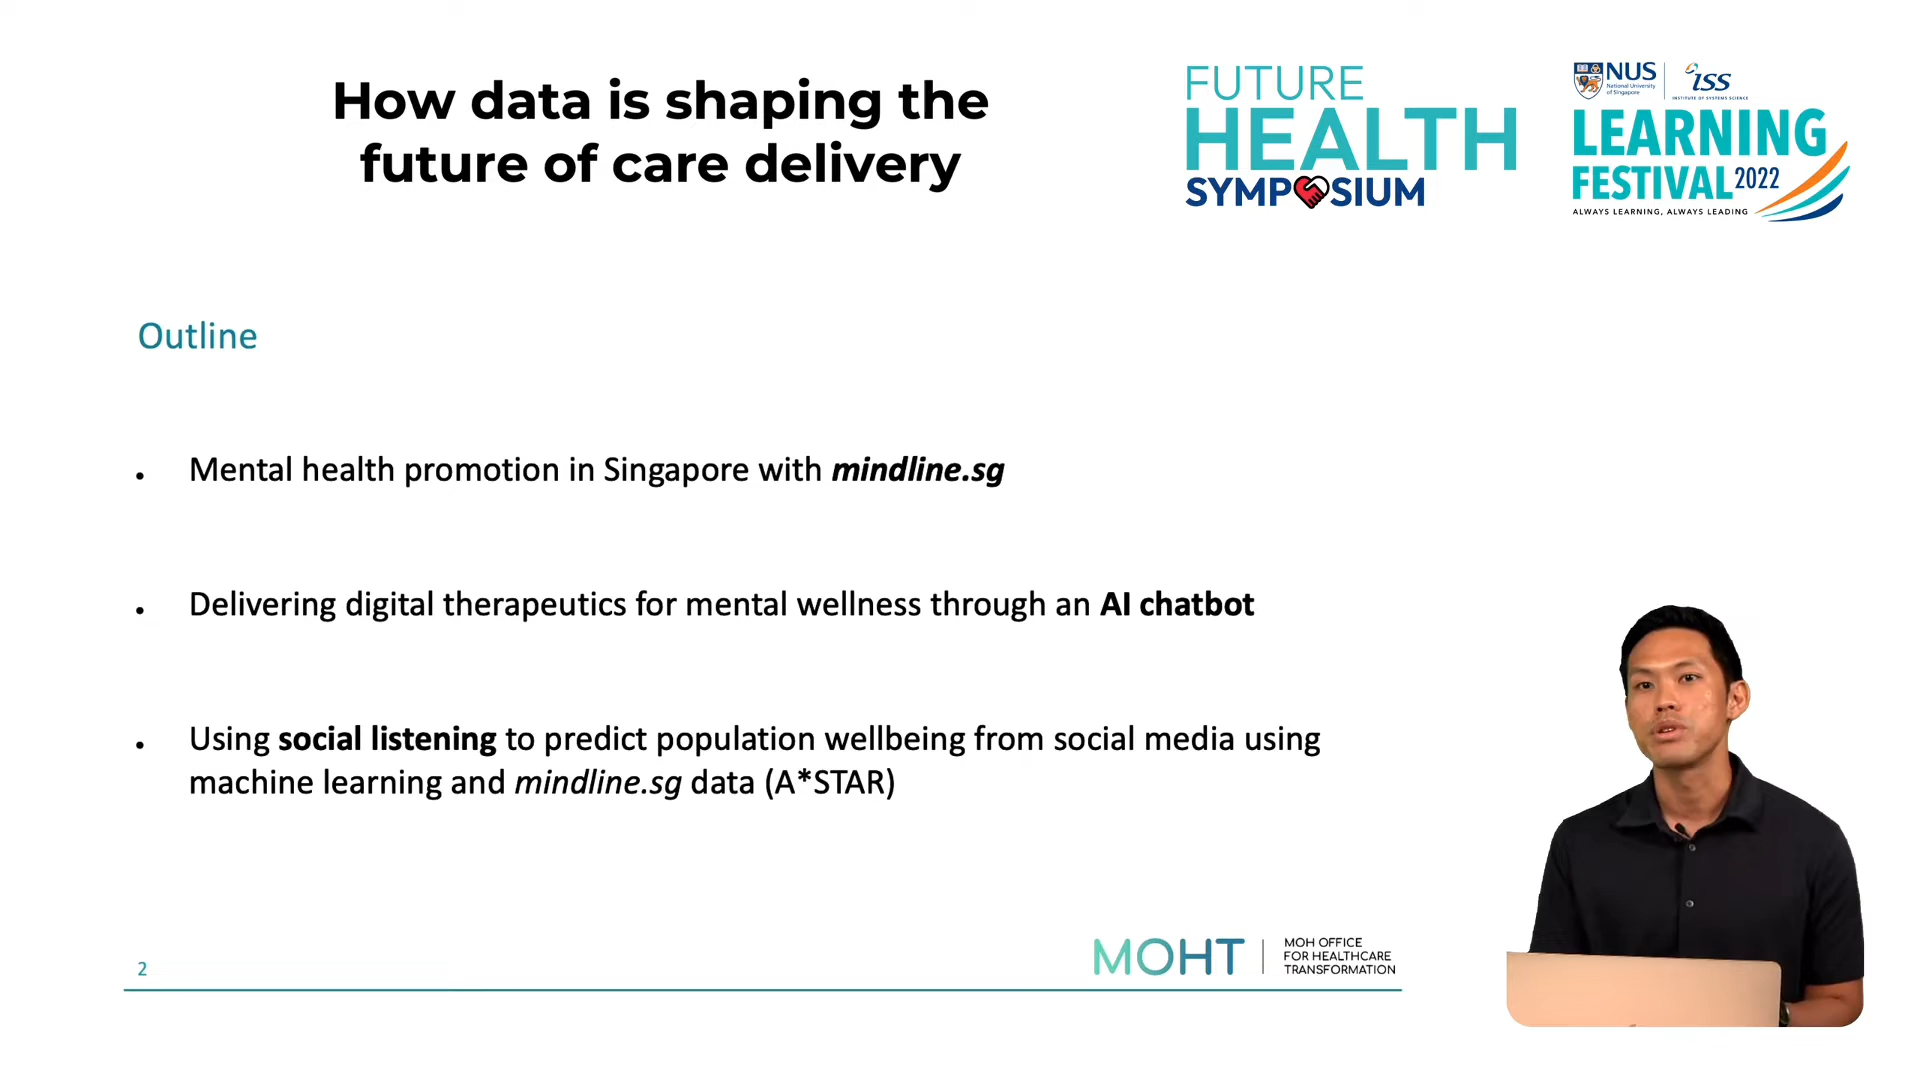 How data is shaping the
future of care delivery
FUTURE
HEALTH
SYMPOSIUM
NUS
National University
of Singapore
ISS
INSTITUTE OF SYSTEMS SCIENCE
LEARNING
FESTIVAL 2022
ALWAYS LEARNING, ALWAYS LEADING
Outline
• Mental health promotion in Singapore with mindline.sg
• Delivering digital therapeutics for mental wellness through an AI chatbot
• Using social listening to predict population wellbeing from social media using
machine learning and mindline.sg data (A*STAR)
2
MOHT
MOH OFFICE
FOR HEALTHCARE
TRANSFORMATION